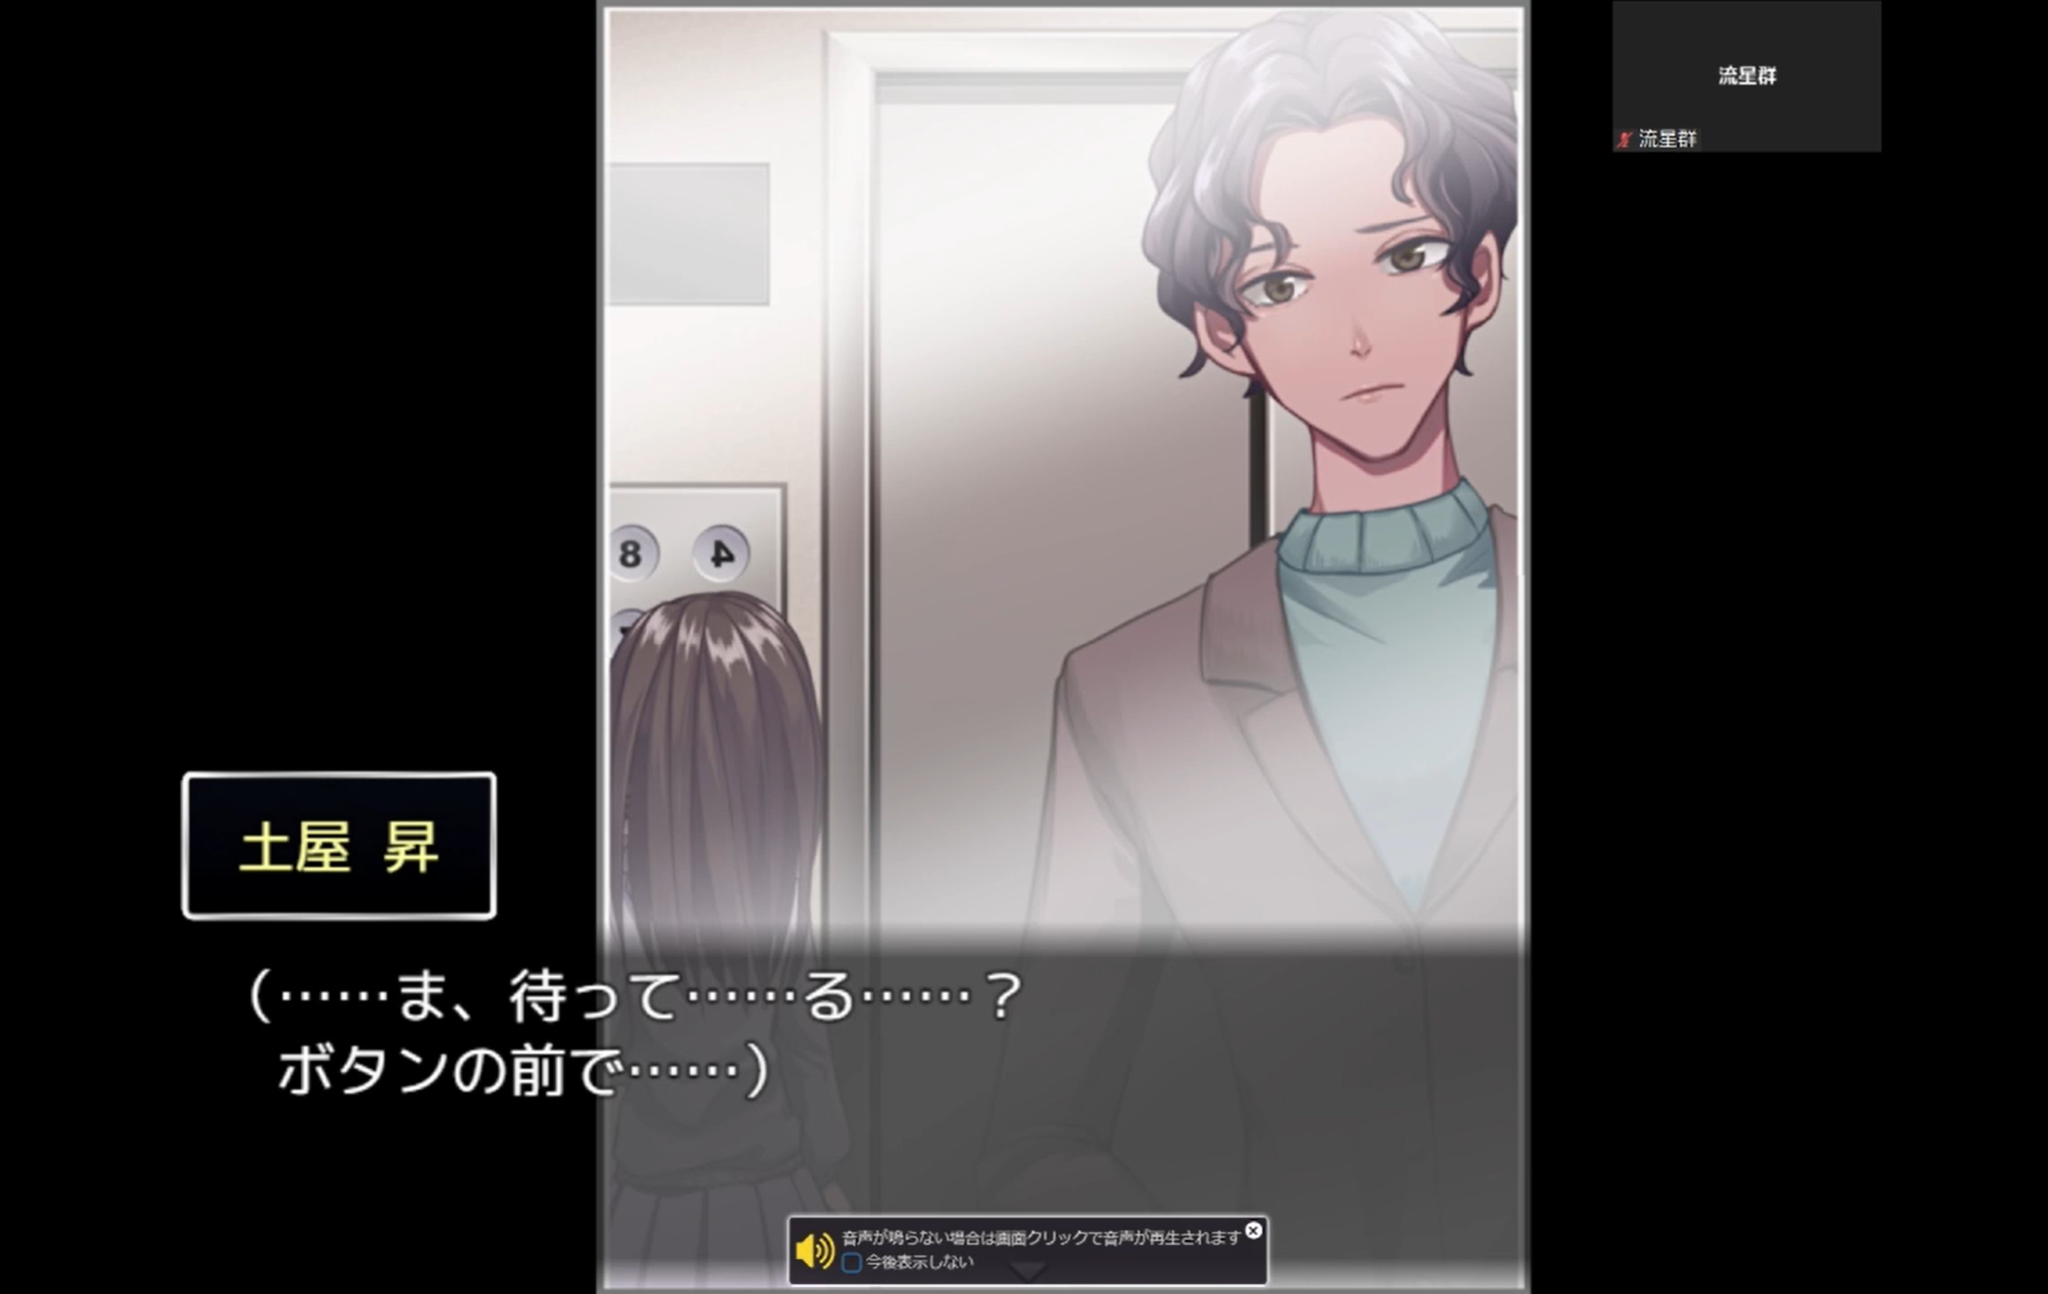 流星群
流星群
8 4
土屋 昇
(……ま、待って……る……?
ボタンの前で……)
音声が鳴らない場合は画面クリックで音声が再生されます
今後表示しない